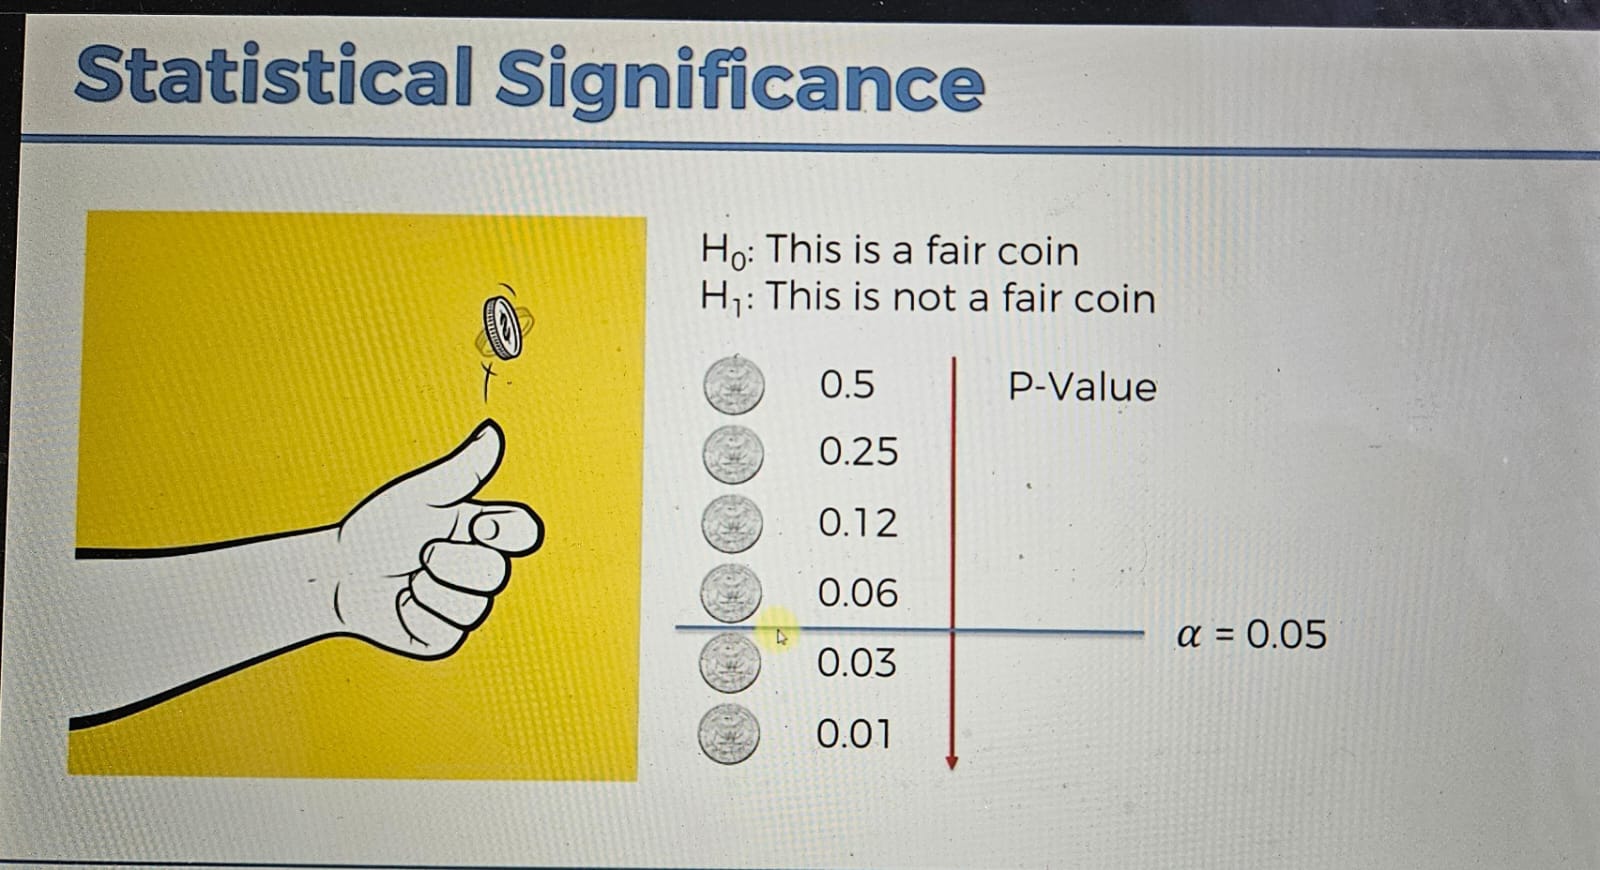 Statistical Significance
H₀: This is a fair coin
H₁: This is not a fair coin
0.5 P-Value
0.25
0.12
0.06
α = 0.05
0.03
0.01